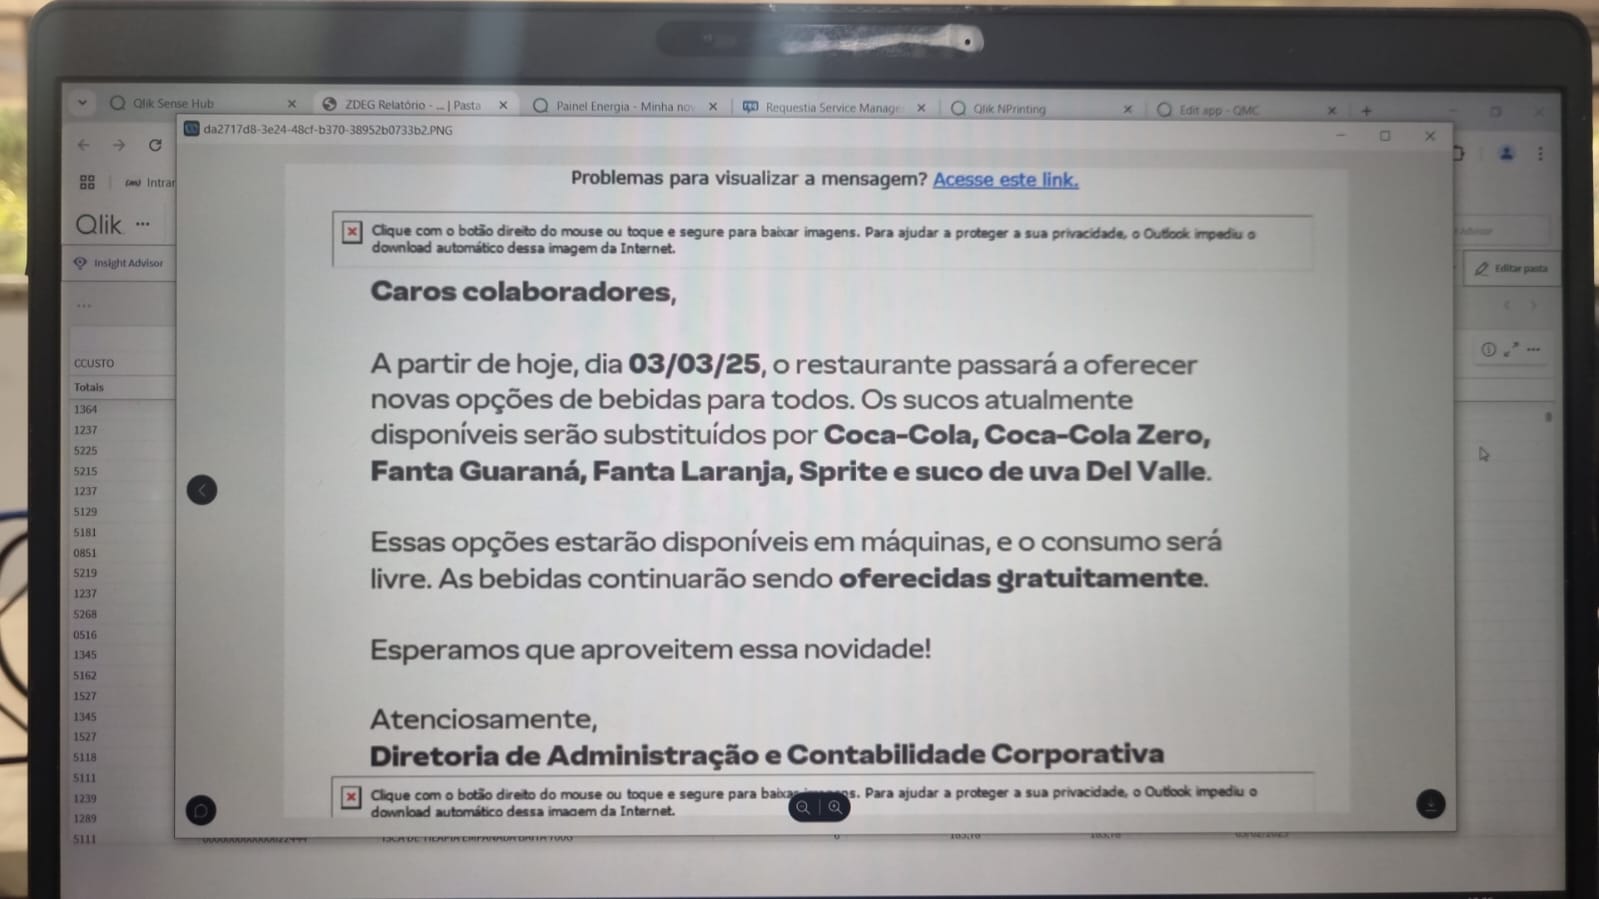 Qlik Sense Hub
ZDEG Relatório - ... | Pasta
Painel Energia - Minha nov
Requestia Service Manage
Qlik NPrinting
Edit app - QMC
da2717d8-3e24-48cf-b370-38952b0733b2.PNG
Intrar
Problemas para visualizar a mensagem? Acesse este link.
Qlik ...
Clique com o botão direito do mouse ou toque e segure para baixar imagens. Para ajudar a proteger a sua privacidade, o Outlook impediu o
download automático dessa imagem da Internet.
Insight Advisor
Editar pasta
Caros colaboradores,
A partir de hoje, dia 03/03/25, o restaurante passará a oferecer
novas opções de bebidas para todos. Os sucos atualmente
disponíveis serão substituídos por Coca-Cola, Coca-Cola Zero,
Fanta Guaraná, Fanta Laranja, Sprite e suco de uva Del Valle.
Essas opções estarão disponíveis em máquinas, e o consumo será
livre. As bebidas continuarão sendo oferecidas gratuitamente.
Esperamos que aproveitem essa novidade!
Atenciosamente,
Diretoria de Administração e Contabilidade Corporativa
Clique com o botão direito do mouse ou toque e segure para baixar imagens. Para ajudar a proteger a sua privacidade, o Outlook impediu o
download automático dessa imagem da Internet.
CCUSTO
Totais
1364
1237
5225
5215
1237
5129
5181
0851
5219
1237
5268
0516
1345
5162
1527
1345
1527
5118
5111
1239
1289
5111